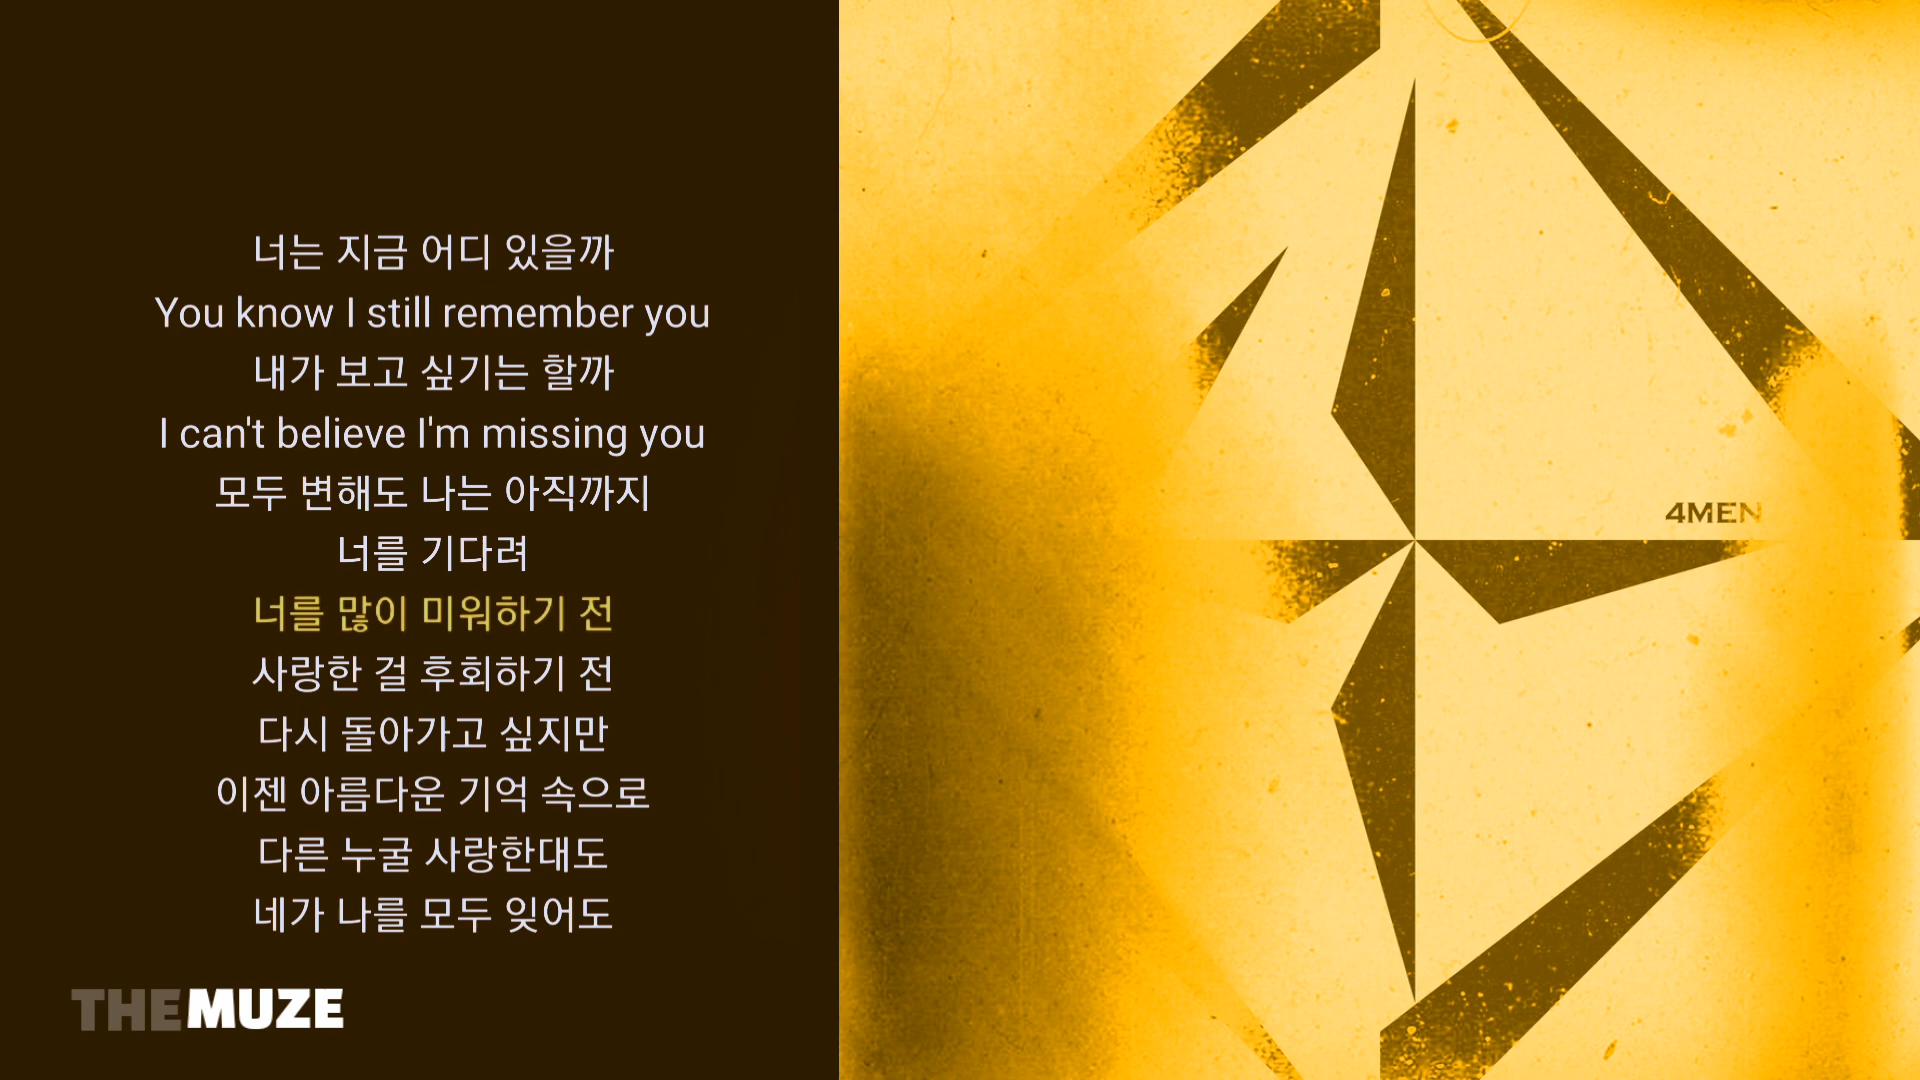 너는 지금 어디 있을까
You know I still remember you
내가 보고 싶기는 할까
I can't believe I'm missing you
모두 변해도 나는 아직까지
너를 기다려
너를 많이 미워하기 전
사랑한 걸 후회하기 전
다시 돌아가고 싶지만
이젠 아름다운 기억 속으로
다른 누굴 사랑한대도
네가 나를 모두 잊어도
THEMUZE
4MEN